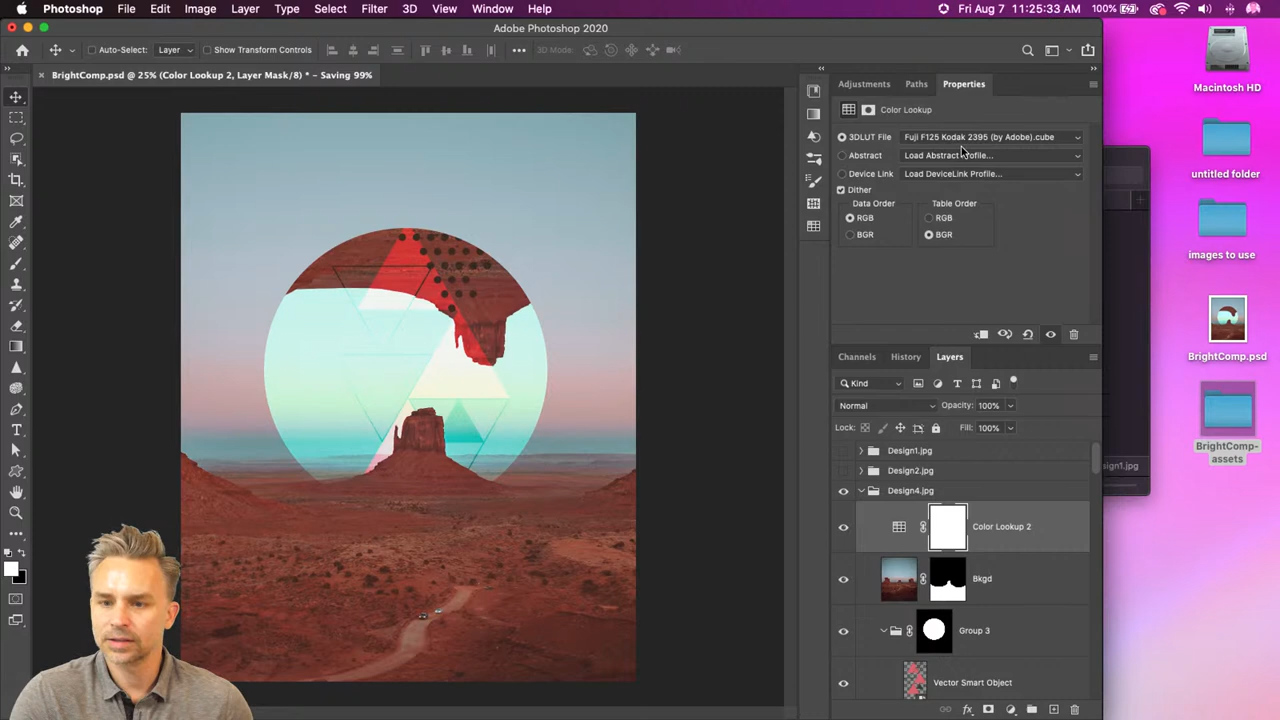 Photoshop File Edit Image Layer Type Select Filter 3D View Window Help
100% Fri Aug 7 11:25:33 AM
Adobe Photoshop 2020
Auto-Select: Layer Show Transform Controls 3D Mode:
BrightComp.psd @ 25% (Color Lookup 2, Layer Mask/8) * - Saving 99%
Adjustments Paths Properties
Color Lookup
3DLUT File Fuji F125 Kodak 2395 (by Adobe).cube
Abstract Load Abstract Profile...
Device Link Load DeviceLink Profile...
Dither
Data Order Table Order
RGB RGB
BGR BGR
Channels History Layers
Kind
Normal Opacity: 100%
Lock: Fill: 100%
Design1.jpg
Design2.jpg
Design4.jpg
Color Lookup 2
Bkgd
Group 3
Vector Smart Object
Macintosh HD
untitled folder
images to use
BrightComp.psd
BrightComp-
assets
sign1.jpg